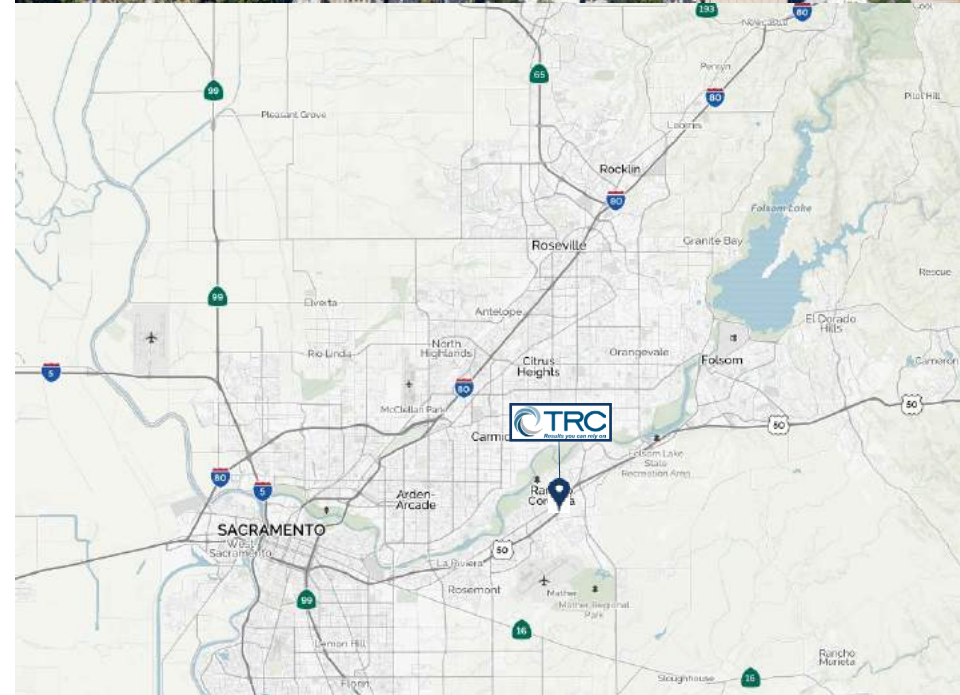 193
80
Newcastle
Cool
99
65
Penryn
80
Pilot Hill
Pleasant Grove
Loomis
Rocklin
80
Folsom Lake
Roseville
Granite Bay
Rescue
99
Elverta
Antelope
El Dorado
Hills
North
Highlands
Rio Linda
Citrus
Heights
Orangevale
Folsom
Cameron
5
80
McClellan Park
50
TRC
Results you can rely on
50
Carmic
Folsom Lake
State
Recreation Area
80
5
Arden-
Arcade
Rancho
Cordova
SACRAMENTO
West
Sacramento
50
La Riviera
Rosemont
Mather
Mather Regional
Park
99
16
Lemon Hill
Rancho
Murieta
Florin
Sloughhouse
16